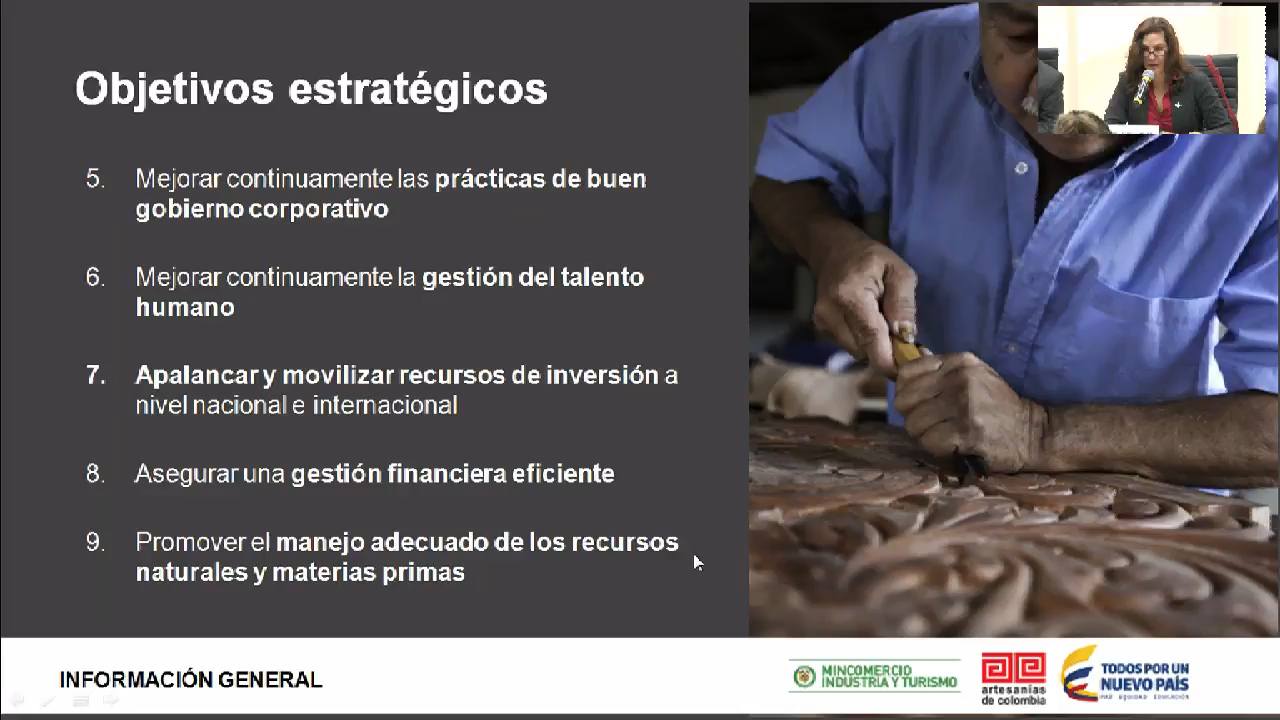 Objetivos estratégicos
5. Mejorar continuamente las prácticas de buen
gobierno corporativo
6. Mejorar continuamente la gestión del talento
humano
7. Apalancar y movilizar recursos de inversión a
nivel nacional e internacional
8. Asegurar una gestión financiera eficiente
9. Promover el manejo adecuado de los recursos
naturales y materias primas
INFORMACIÓN GENERAL
MINCOMERCIO
INDUSTRIA Y TURISMO
artesanías
de colombia
TODOS POR UN
NUEVO PAÍS
PAZ EQUIDAD EDUCACIÓN